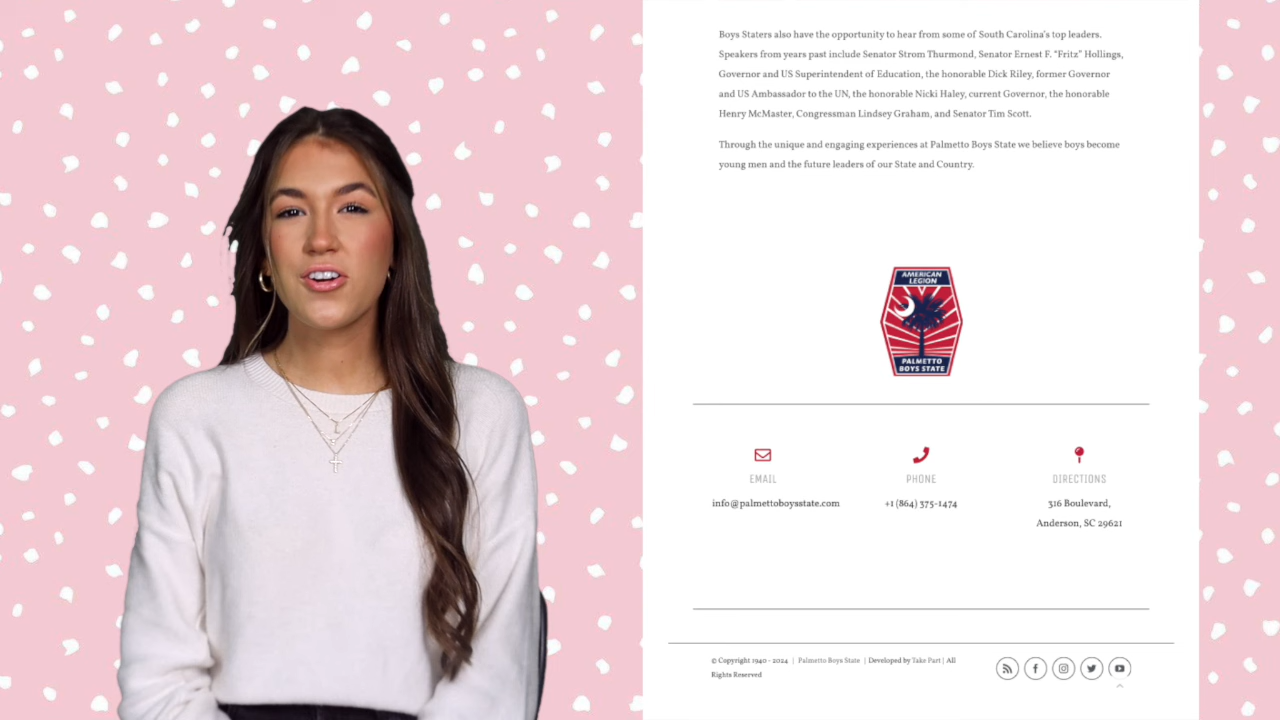 Boys Staters also have the opportunity to hear from some of South Carolina's top leaders.
Speakers from years past include Senator Strom Thurmond, Senator Ernest F. "Fritz" Hollings,
Governor and US Superintendent of Education, the honorable Dick Riley, former Governor
and US Ambassador to the UN, the honorable Nicki Haley, current Governor, the honorable
Henry McMaster, Congressman Lindsey Graham, and Senator Tim Scott.
Through the unique and engaging experiences at Palmetto Boys State we believe boys become
young men and the future leaders of our State and Country.
AMERICAN
LEGION
PALMETTO
BOYS STATE
EMAIL
info@palmettoboysstate.com
PHONE
+1 (864) 375-1474
DIRECTIONS
316 Boulevard,
Anderson, SC 29621
© Copyright 1940 - 2024 | Palmetto Boys State | Developed by Take Part | All
Rights Reserved